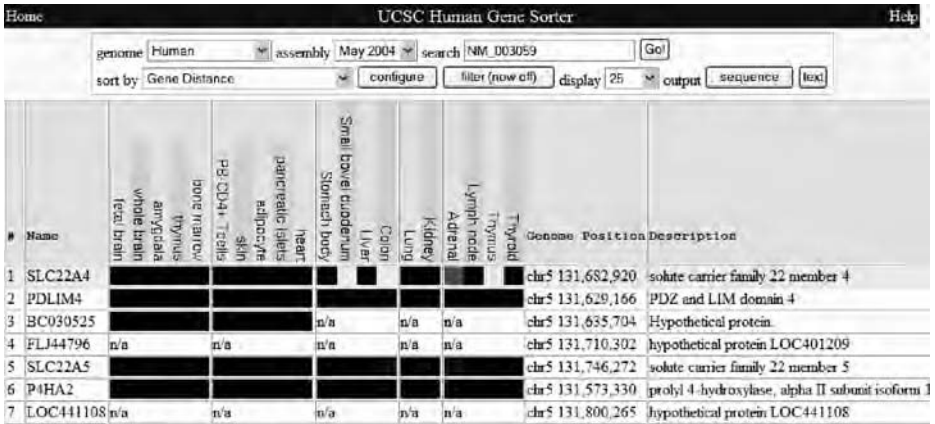 Home UCSC Human Gene Sorter Help
genome Human assembly May 2004 search NM_003059 Go!
sort by Gene Distance configure filter (now off) display 25 output sequence text
# Name fetal brain whole brain amygdala thymus bone marrow PB-CD4+ Tcells skin adipocyte pancreatic islets heart Stomach body Small bowel duodenum Liver Colon Lung Kidney Adrenal Lymph node Thymus Thyroid Genome Position Description
1 SLC22A4 chr5 131,682,920 solute carrier family 22 member 4
2 PDLIM4 chr5 131,629,166 PDZ and LIM domain 4
3 BC030525 n/a n/a n/a chr5 131,635,704 Hypothetical protein.
4 FLJ44796 n/a n/a n/a n/a n/a chr5 131,710,302 hypothetical protein LOC401209
5 SLC22A5 chr5 131,746,272 solute carrier family 22 member 5
6 P4HA2 chr5 131,573,330 prolyl 4-hydroxylase, alpha II subunit isoform 1
7 LOC441108 n/a n/a n/a n/a n/a chr5 131,800,265 hypothetical protein LOC441108